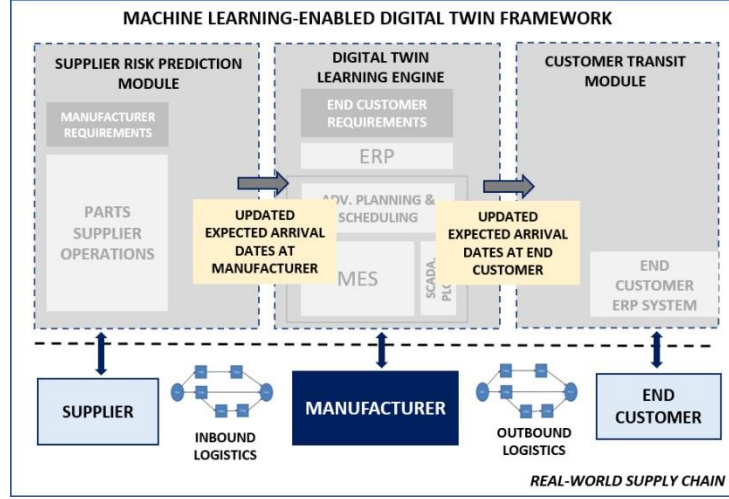 MACHINE LEARNING-ENABLED DIGITAL TWIN FRAMEWORK
SUPPLIER RISK PREDICTION
MODULE
MANUFACTURER
REQUIREMENTS
PARTS
SUPPLIER
OPERATIONS
DIGITAL TWIN
LEARNING ENGINE
END CUSTOMER
REQUIREMENTS
ERP
ADV. PLANNING &
SCHEDULING
MES
SCADA,
CUSTOMER TRANSIT
MODULE
END
CUSTOMER
ERP SYSTEM
UPDATED
EXPECTED ARRIVAL
DATES AT
MANUFACTURER
UPDATED
EXPECTED ARRIVAL
DATES AT END
CUSTOMER
SUPPLIER
INBOUND
LOGISTICS
MANUFACTURER
OUTBOUND
LOGISTICS
END
CUSTOMER
REAL-WORLD SUPPLY CHAIN